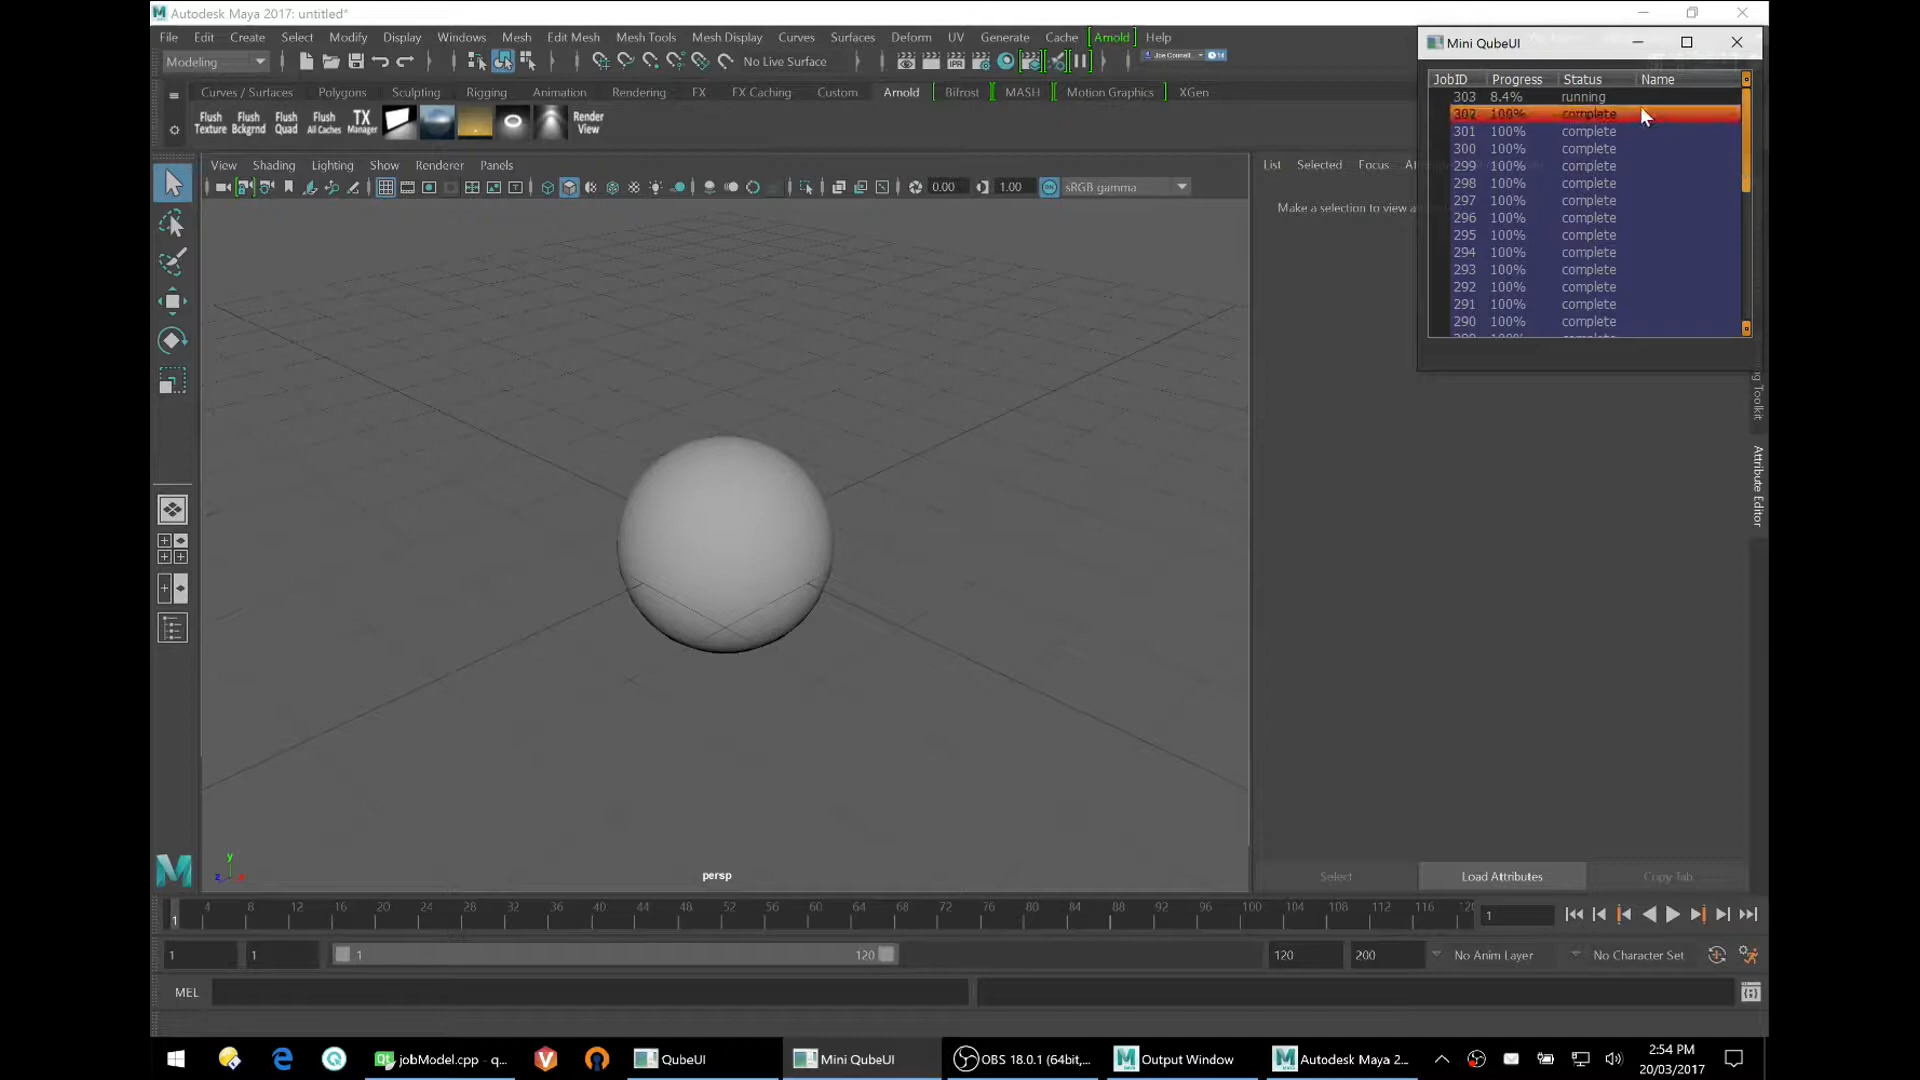 Autodesk Maya 2017: untitled*
File Edit Create Select Modify Display Windows Mesh Edit Mesh Mesh Tools Mesh Display Curves Surfaces Deform UV Generate Cache Arnold Help
Modeling No Live Surface Joe Councell 14
Curves / Surfaces Polygons Sculpting Rigging Animation Rendering FX FX Caching Custom Arnold Bifrost MASH Motion Graphics XGen
Flush Texture Flush Bckgrnd Flush Quad Flush All Caches TX Manager Render View
View Shading Lighting Show Renderer Panels
0.00 1.00 ON sRGB gamma
List Selected Focus
Make a selection to view a
Mini QubeUI
JobID Progress Status Name
303 8.4% running
302 100% complete
301 100% complete
300 100% complete
299 100% complete
298 100% complete
297 100% complete
296 100% complete
295 100% complete
294 100% complete
293 100% complete
292 100% complete
291 100% complete
290 100% complete
Toolkit
Attribute Editor
y
z x
persp
Select Load Attributes Copy Tab
1 4 8 12 16 20 24 28 32 36 40 44 48 52 56 60 64 68 72 76 80 84 88 92 96 100 104 108 112 116 1
1 1 1 120 120 200 No Anim Layer No Character Set
MEL
jobModel.cpp - q... QubeUI Mini QubeUI OBS 18.0.1 (64bit,... Output Window Autodesk Maya 2...
2:54 PM
20/03/2017